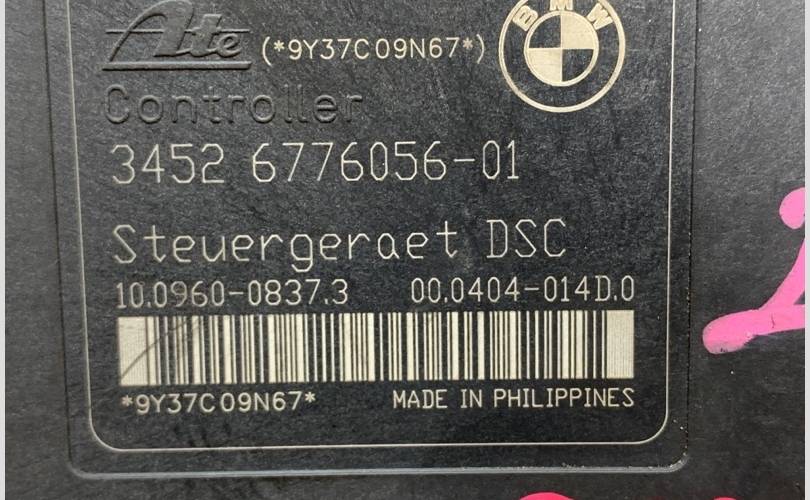 Ate (*9Y37C09N67*) BMW
Controller
3452 6776056-01
Steuergeraet DSC
10.0960-0837.3 00.0404-014D.0
*9Y37C09N67* MADE IN PHILIPPINES